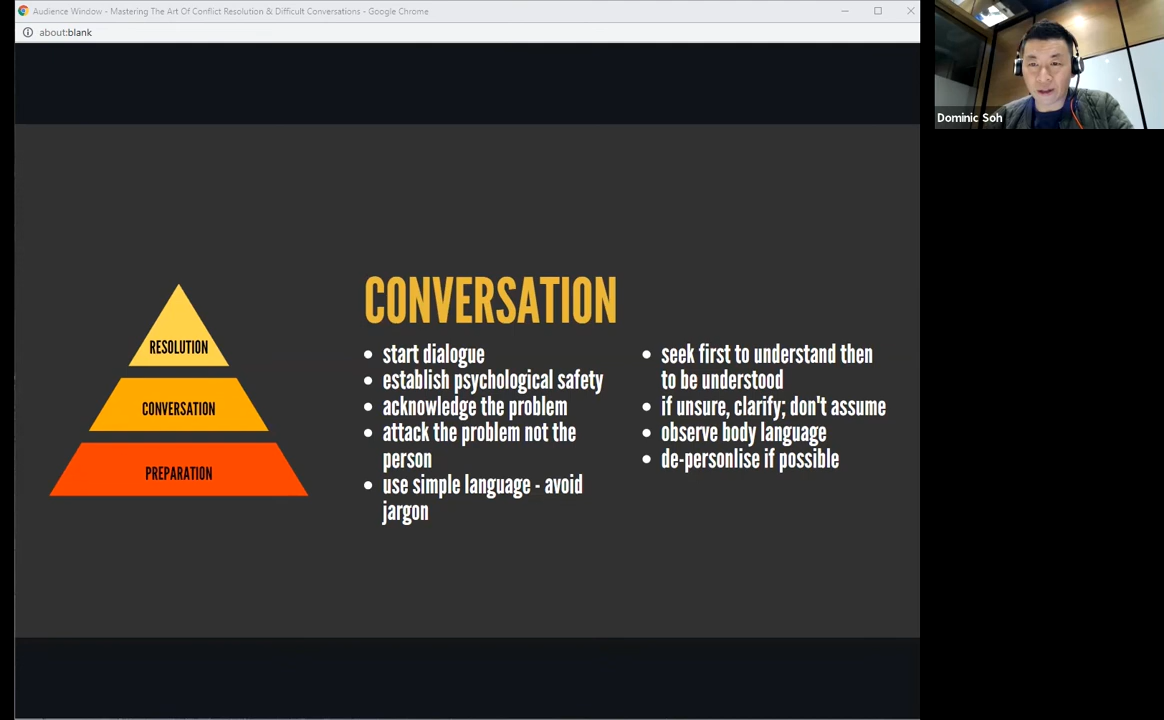 Audience Window - Mastering The Art Of Conflict Resolution & Difficult Conversations - Google Chrome
about:blank
Dominic Soh
RESOLUTION
CONVERSATION
PREPARATION
CONVERSATION
• start dialogue
• establish psychological safety
• acknowledge the problem
• attack the problem not the
person
• use simple language - avoid
jargon
• seek first to understand then
to be understood
• if unsure, clarify; don't assume
• observe body language
• de-personlise if possible